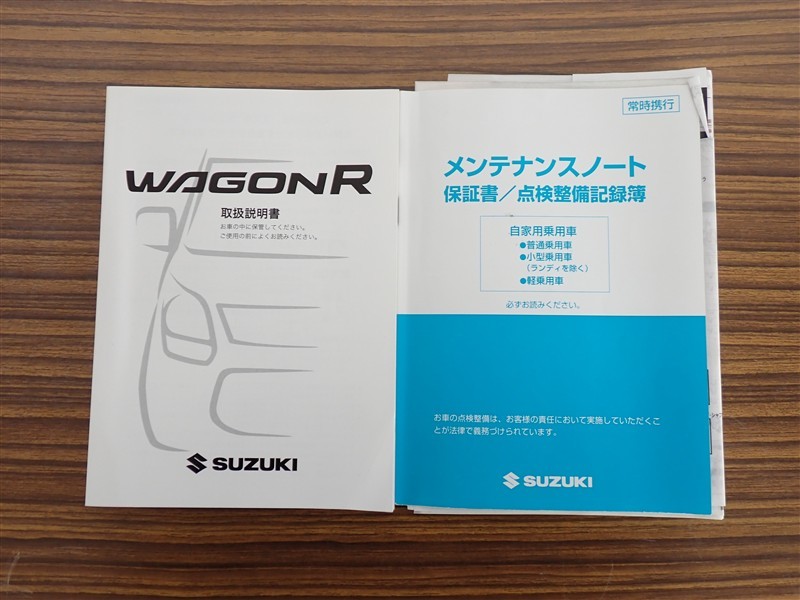 WAGON R
取扱説明書
お車の中に保管してください。
ご使用の前によくお読みください。
SUZUKI
常時携行
メンテナンスノート
保証書／点検整備記録簿
自家用乗用車
●普通乗用車
●小型乗用車
（ランディを除く）
●軽乗用車
必ずお読みください。
お車の点検整備は、お客様の責任において実施していただくこ
とが法律で義務づけられています。
SUZUKI